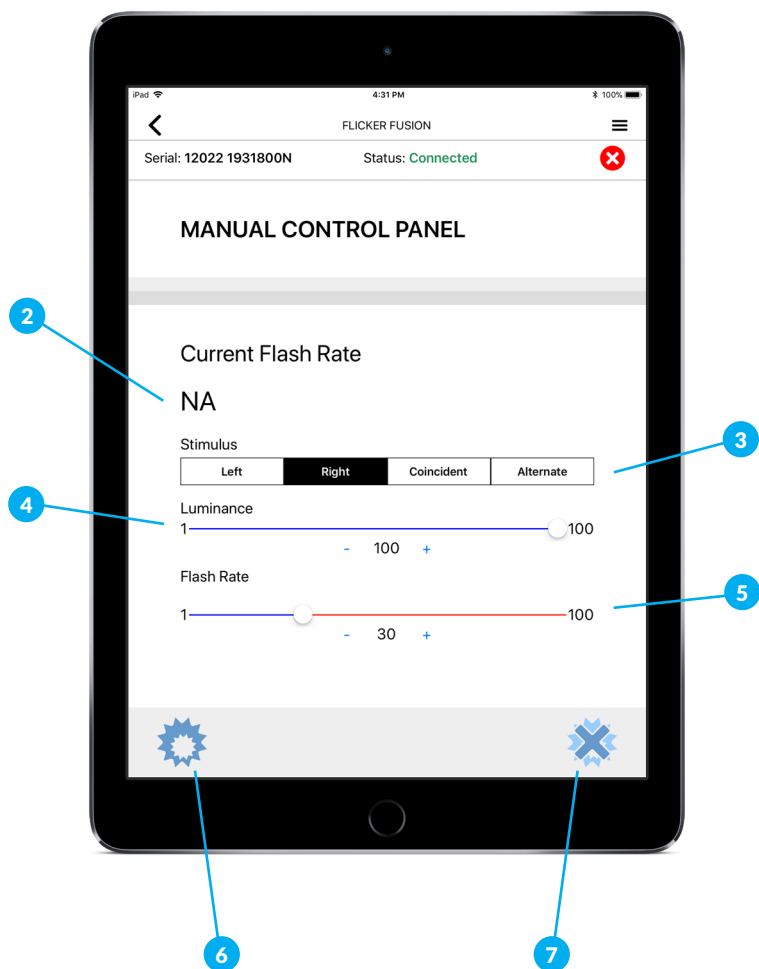 iPad 4:31 PM 100%
FLICKER FUSION
Serial: 12022 1931800N Status: Connected
MANUAL CONTROL PANEL
2
Current Flash Rate
NA
3
Stimulus
Left Right Coincident Alternate
4
Luminance
1 100
- 100 +
Flash Rate
5
1 100
- 30 +
6 7